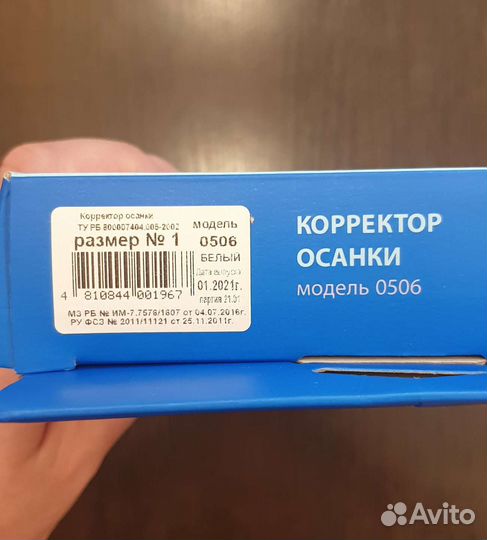 Корректор осанки
ТУ РБ 800007404.005-2002
размер № 1
модель
0506
БЕЛЫЙ
Дата выпуска
01.2021г.
партия 21.01
4 810844 001967
МЗ РБ № ИМ-7.7578/1807 от 04.07.2016г.
РУ ФСЗ № 2011/11121 от 25.11.2011г.
КОРРЕКТОР
ОСАНКИ
модель 0506
Avito